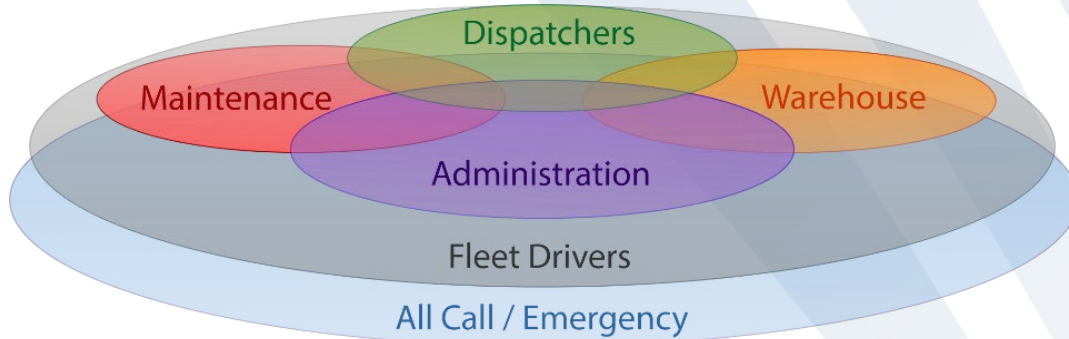 Dispatchers
Maintenance
Warehouse
Administration
Fleet Drivers
All Call / Emergency